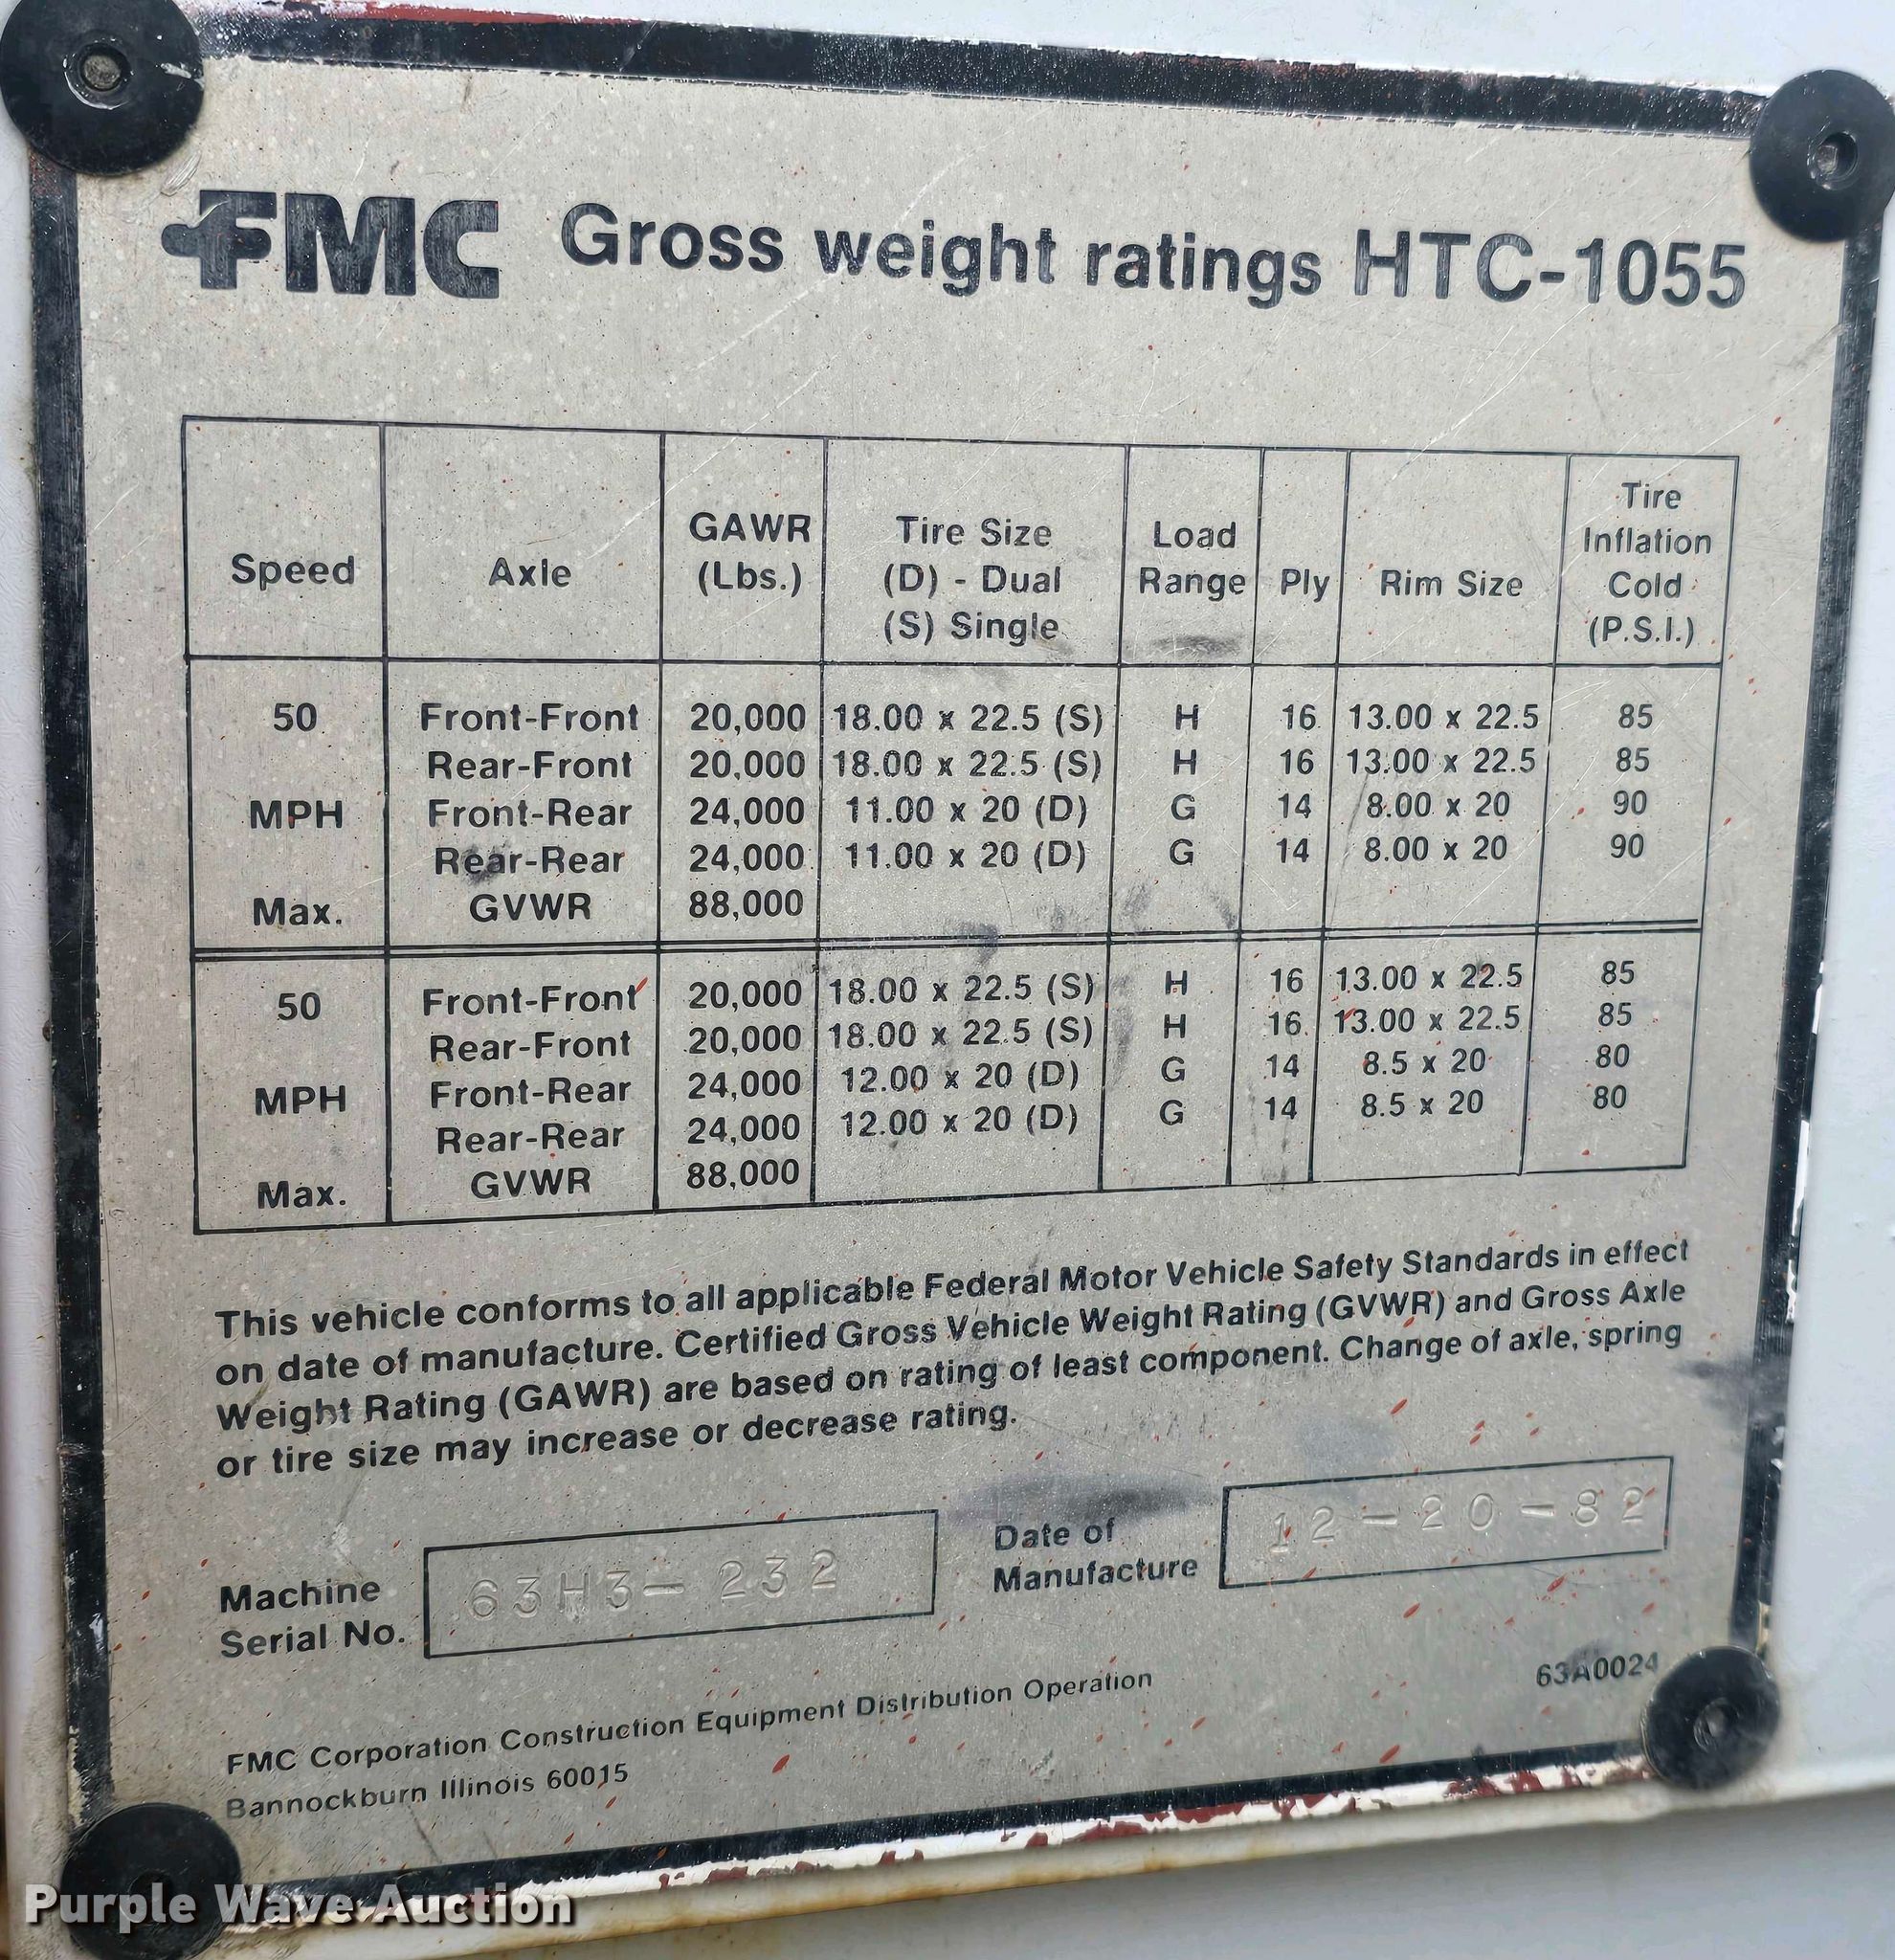 FMC Gross weight ratings HTC-1055
Speed Axle GAWR (Lbs.) Tire Size (D) - Dual (S) Single Load Range Ply Rim Size Tire Inflation Cold (P.S.I.)
50 Front-Front 20,000 18.00 x 22.5 (S) H 16 13.00 x 22.5 85
Rear-Front 20,000 18.00 x 22.5 (S) H 16 13.00 x 22.5 85
MPH Front-Rear 24,000 11.00 x 20 (D) G 14 8.00 x 20 90
Rear-Rear 24,000 11.00 x 20 (D) G 14 8.00 x 20 90
Max. GVWR 88,000
50 Front-Front 20,000 18.00 x 22.5 (S) H 16 13.00 x 22.5 85
Rear-Front 20,000 18.00 x 22.5 (S) H 16 13.00 x 22.5 85
MPH Front-Rear 24,000 12.00 x 20 (D) G 14 8.5 x 20 80
Rear-Rear 24,000 12.00 x 20 (D) G 14 8.5 x 20 80
Max. GVWR 88,000
This vehicle conforms to all applicable Federal Motor Vehicle Safety Standards in effect
on date of manufacture. Certified Gross Vehicle Weight Rating (GVWR) and Gross Axle
Weight Rating (GAWR) are based on rating of least component. Change of axle, spring
or tire size may increase or decrease rating.
Machine Serial No. 63H3-232
Date of Manufacture 12-20-82
63A0024
FMC Corporation Construction Equipment Distribution Operation
Bannockburn Illinois 60015
Purple Wave Auction